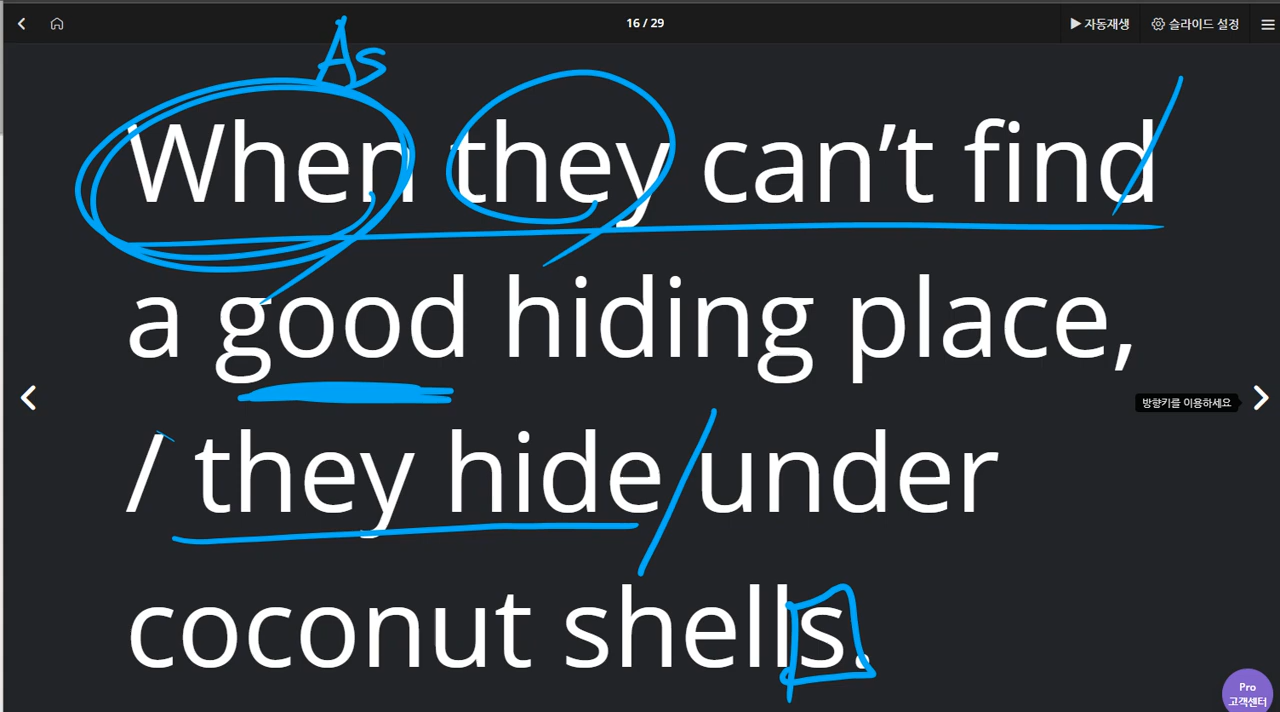 16 / 29
자동재생
슬라이드 설정
As
When they can't find
a good hiding place,
방향키를 이용하세요
/ they hide under
coconut shells.
Pro
고객센터